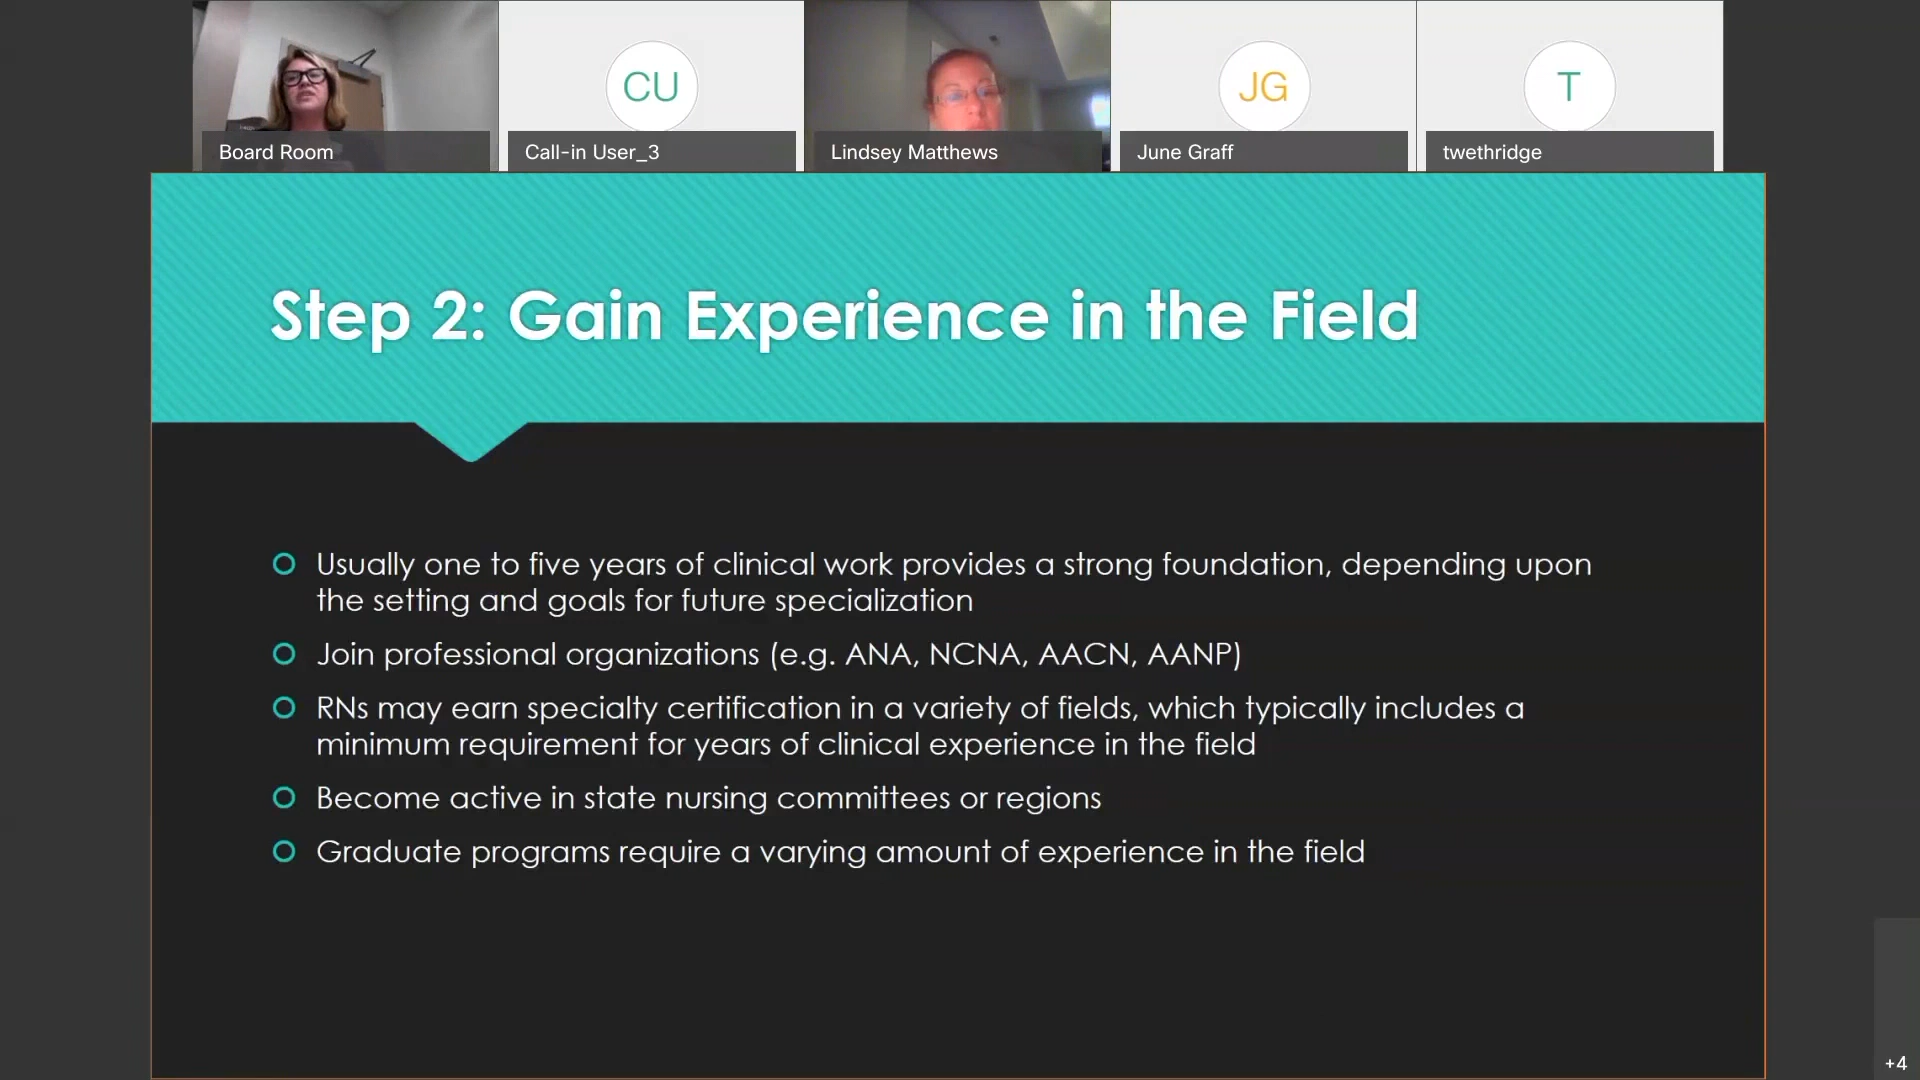 Board Room
CU
Call-in User_3
Lindsey Matthews
JG
June Graff
T
twethridge
Step 2: Gain Experience in the Field
Usually one to five years of clinical work provides a strong foundation, depending upon
the setting and goals for future specialization
Join professional organizations (e.g. ANA, NCNA, AACN, AANP)
RNs may earn specialty certification in a variety of fields, which typically includes a
minimum requirement for years of clinical experience in the field
Become active in state nursing committees or regions
Graduate programs require a varying amount of experience in the field
+4